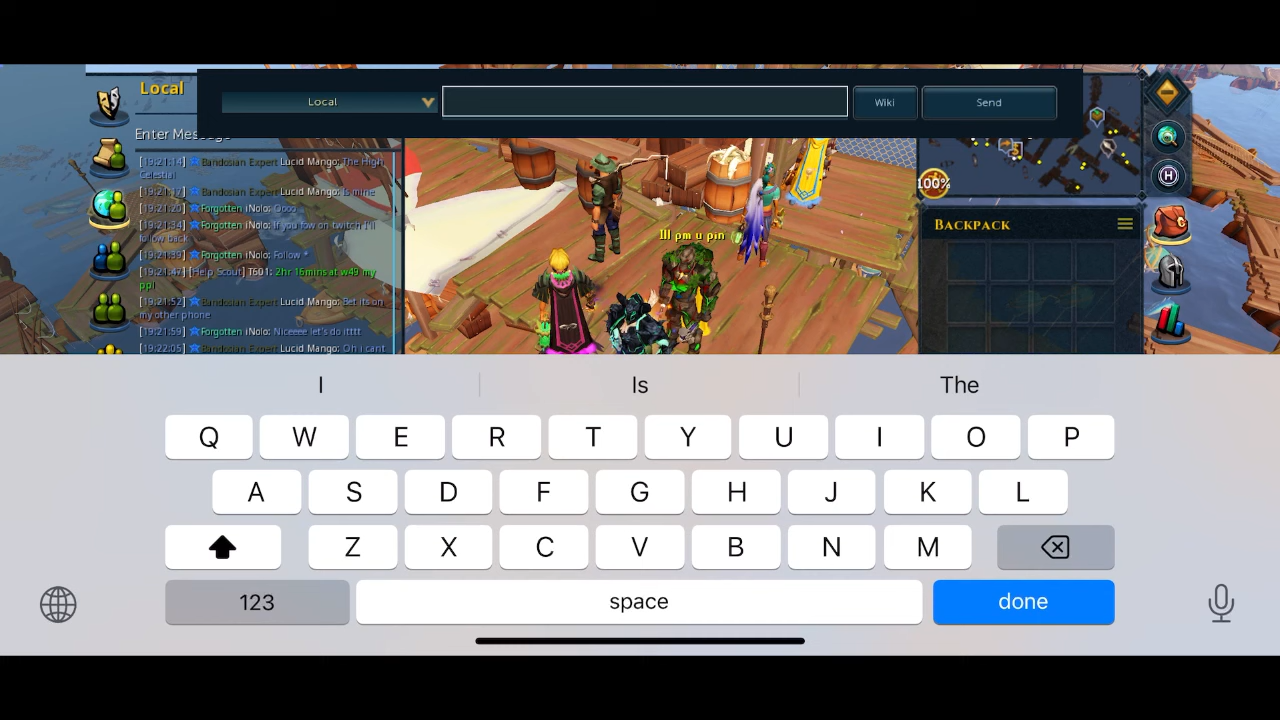 Local
Local
Wiki
Send
Enter Mess
[19:21:14] Bandosian Expert Lucid Mango: The High
Celestial
[19:21:17] Bandosian Expert Lucid Mango: Is mine
[19:21:20] Forgotten iNolo: Oooo
[19:21:34] Forgotten iNolo: If you fow on twitch I'll
follow back
[19:21:39] Forgotten iNolo: Follow *
[19:21:47] [Help Scout] T601: 2hr 16mins at w49 my
ppl
[19:21:52] Bandosian Expert Lucid Mango: Bet its on
my other phone
[19:21:59] Forgotten iNolo: Niceeee let's do itttt
[19:22:05] Bandosian Expert Lucid Mango: Oh i cant
Ill pm u pin
100%
H
BACKPACK
I Is The
Q W E R T Y U I O P
A S D F G H J K L
Z X C V B N M
123 space done